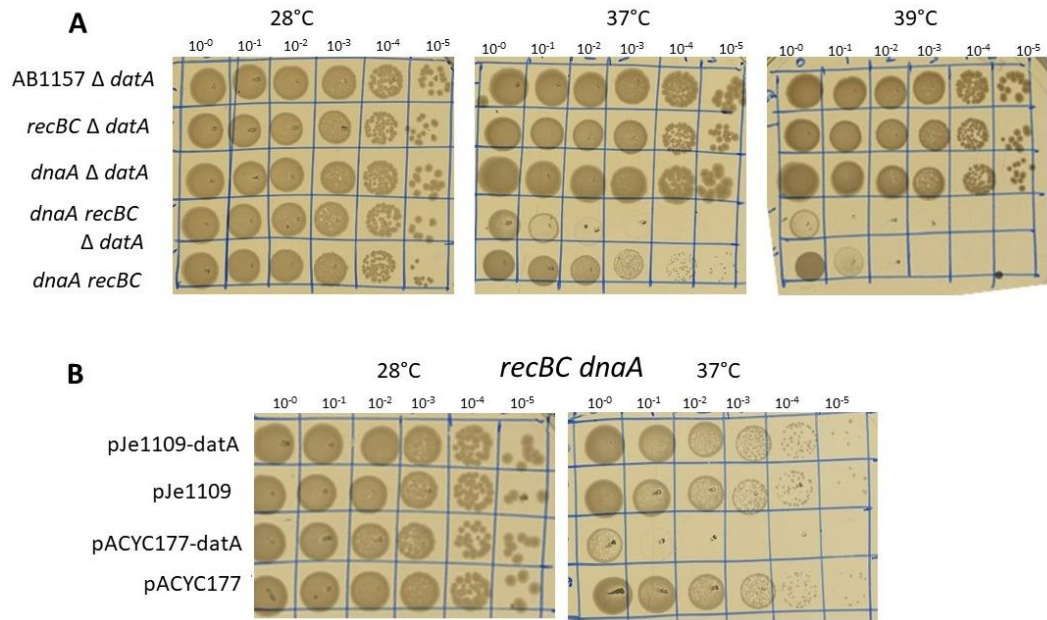 A
28°C 37°C 39°C
10-0 10-1 10-2 10-3 10-4 10-5 10-0 10-1 10-2 10-3 10-4 10-5 10-0 10-1 10-2 10-3 10-4 10-5
AB1157 Δ datA
recBC Δ datA
dnaA Δ datA
dnaA recBC
Δ datA
dnaA recBC
B
28°C recBC dnaA 37°C
10-0 10-1 10-2 10-3 10-4 10-5 10-0 10-1 10-2 10-3 10-4 10-5
pJe1109-datA
pJe1109
pACYC177-datA
pACYC177